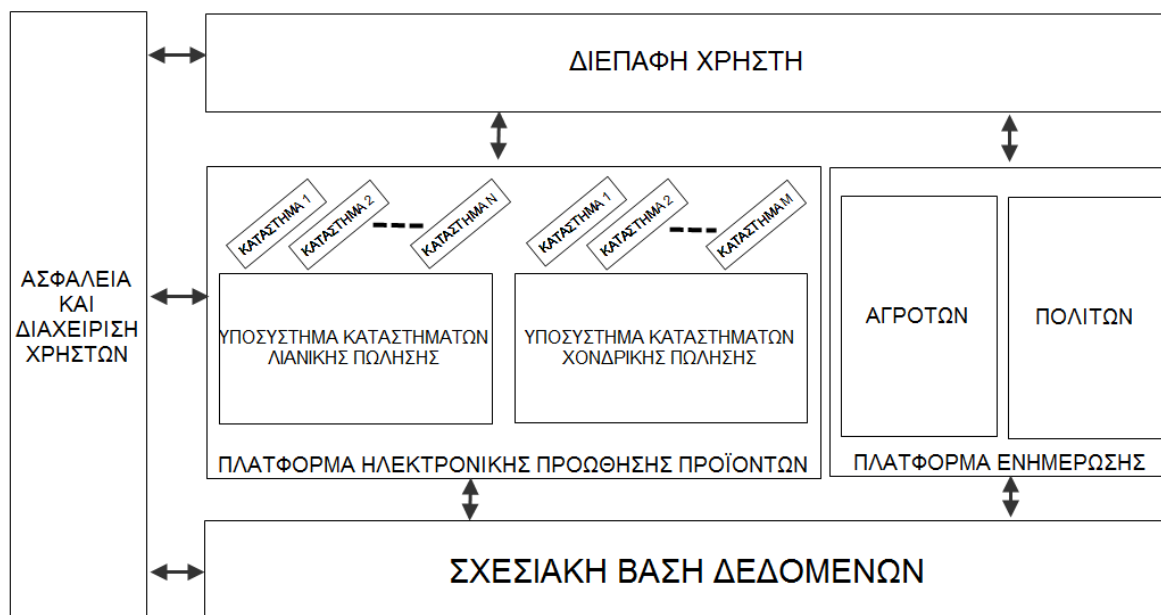 ΔΙΕΠΑΦΗ ΧΡΗΣΤΗ
ΑΣΦΑΛΕΙΑ
ΚΑΙ
ΔΙΑΧΕΙΡΙΣΗ
ΧΡΗΣΤΩΝ
ΚΑΤΑΣΤΗΜΑ 1
ΚΑΤΑΣΤΗΜΑ 2
ΚΑΤΑΣΤΗΜΑ Ν
ΚΑΤΑΣΤΗΜΑ 1
ΚΑΤΑΣΤΗΜΑ 2
ΚΑΤΑΣΤΗΜΑ Μ
ΥΠΟΣΥΣΤΗΜΑ ΚΑΤΑΣΤΗΜΑΤΩΝ
ΛΙΑΝΙΚΗΣ ΠΩΛΗΣΗΣ
ΥΠΟΣΥΣΤΗΜΑ ΚΑΤΑΣΤΗΜΑΤΩΝ
ΧΟΝΔΡΙΚΗΣ ΠΩΛΗΣΗΣ
ΠΛΑΤΦΟΡΜΑ ΗΛΕΚΤΡΟΝΙΚΗΣ ΠΡΟΩΘΗΣΗΣ ΠΡΟΪΟΝΤΩΝ
ΑΓΡΟΤΩΝ
ΠΟΛΙΤΩΝ
ΠΛΑΤΦΟΡΜΑ ΕΝΗΜΕΡΩΣΗΣ
ΣΧΕΣΙΑΚΗ ΒΑΣΗ ΔΕΔΟΜΕΝΩΝ